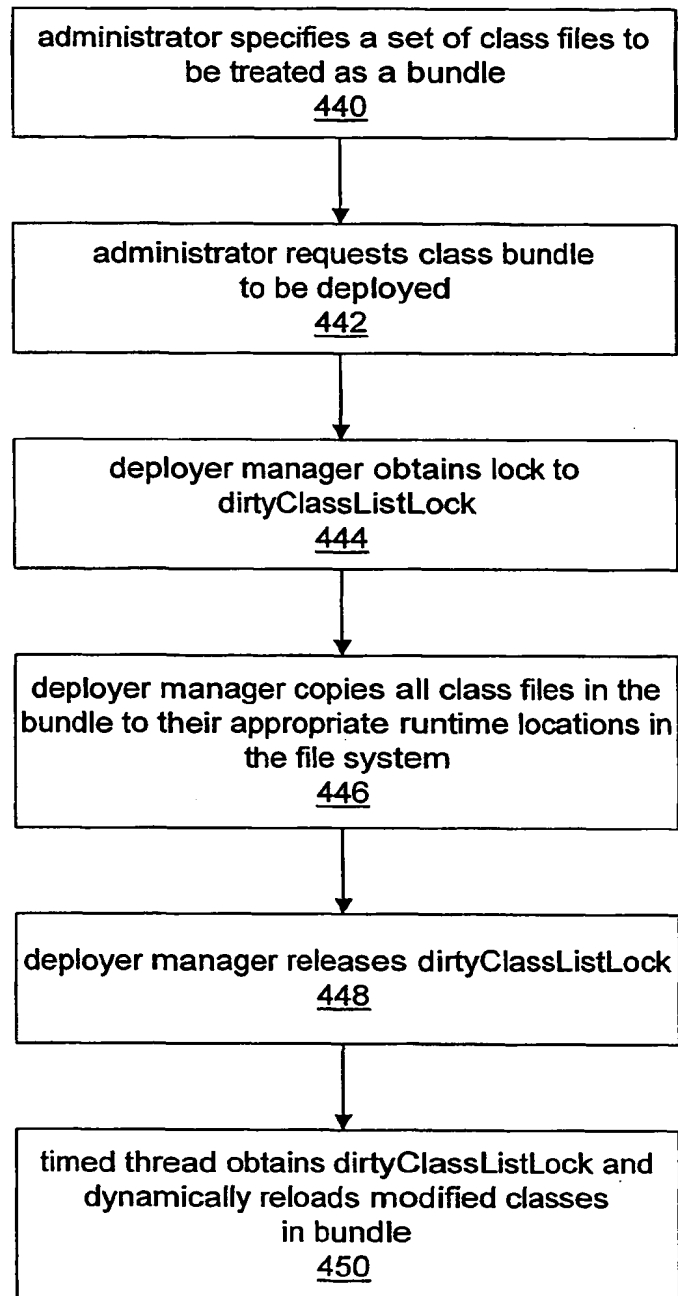 administrator specifies a set of class files to
be treated as a bundle
440
administrator requests class bundle
to be deployed
442
deployer manager obtains lock to
dirtyClassListLock
444
deployer manager copies all class files in the
bundle to their appropriate runtime locations in
the file system
446
deployer manager releases dirtyClassListLock
448
timed thread obtains dirtyClassListLock and
dynamically reloads modified classes
in bundle
450